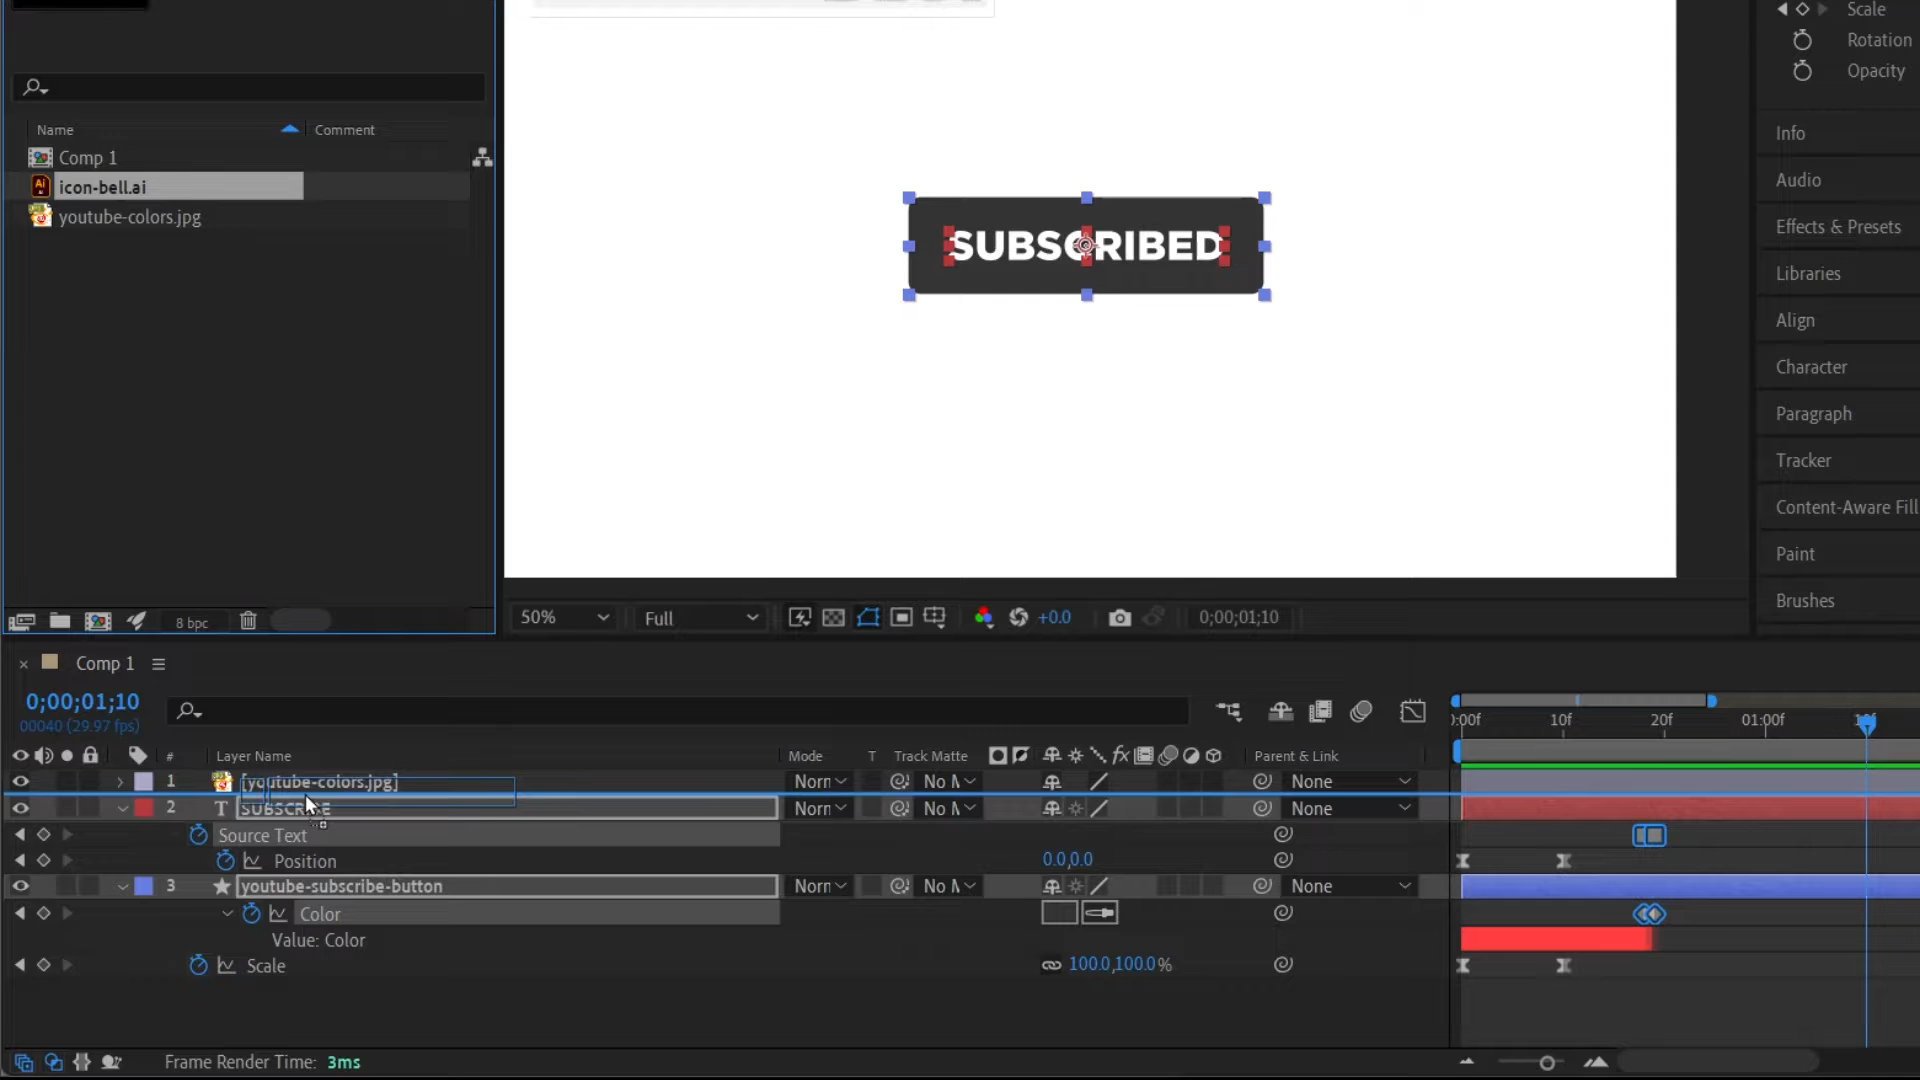 Scale
Rotation
Opacity
Name
Comment
Comp 1
icon-bell.ai
youtube-colors.jpg
SUBSCRIBED
Info
Audio
Effects & Presets
Libraries
Align
Character
Paragraph
Tracker
Content-Aware Fill
Paint
Brushes
8 bpc
50%
Full
+0.0
0;00;01;10
Comp 1
0;00;01;10
00040 (29.97 fps)
:00f
10f
20f
01:00f
# Layer Name Mode T Track Matte fx Parent & Link
1 [youtube-colors.jpg] Norn No M None
2 T SUBSCRIBE Norn No M None
Source Text
Position 0.0,0.0
3 youtube-subscribe-button Norn No M None
Color
Value: Color
Scale 100.0,100.0%
Frame Render Time: 3ms